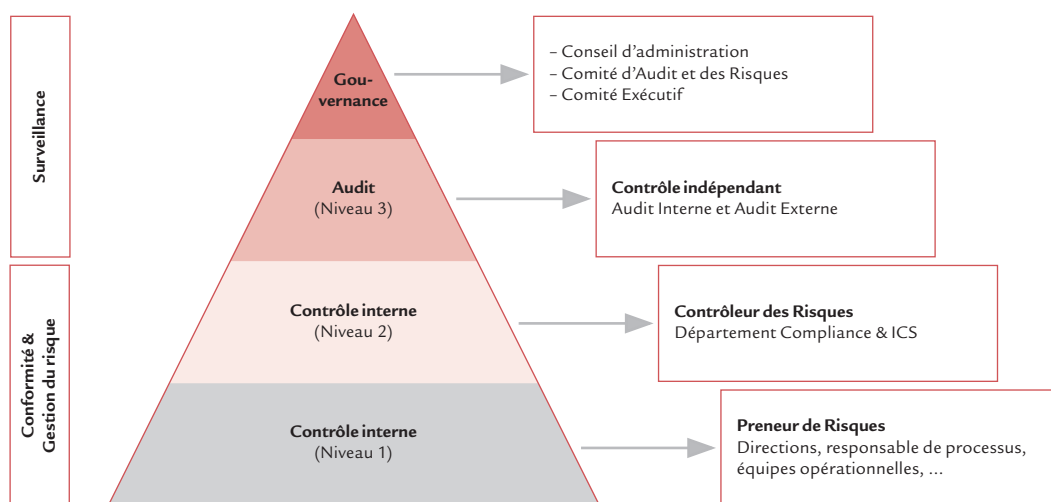 Surveillance
Gou-
vernance
– Conseil d’administration
– Comité d’Audit et des Risques
– Comité Exécutif
Audit
(Niveau 3)
Contrôle indépendant
Audit Interne et Audit Externe
Conformité &
Gestion du risque
Contrôle interne
(Niveau 2)
Contrôleur des Risques
Département Compliance & ICS
Contrôle interne
(Niveau 1)
Preneur de Risques
Directions, responsable de processus,
équipes opérationnelles, ...